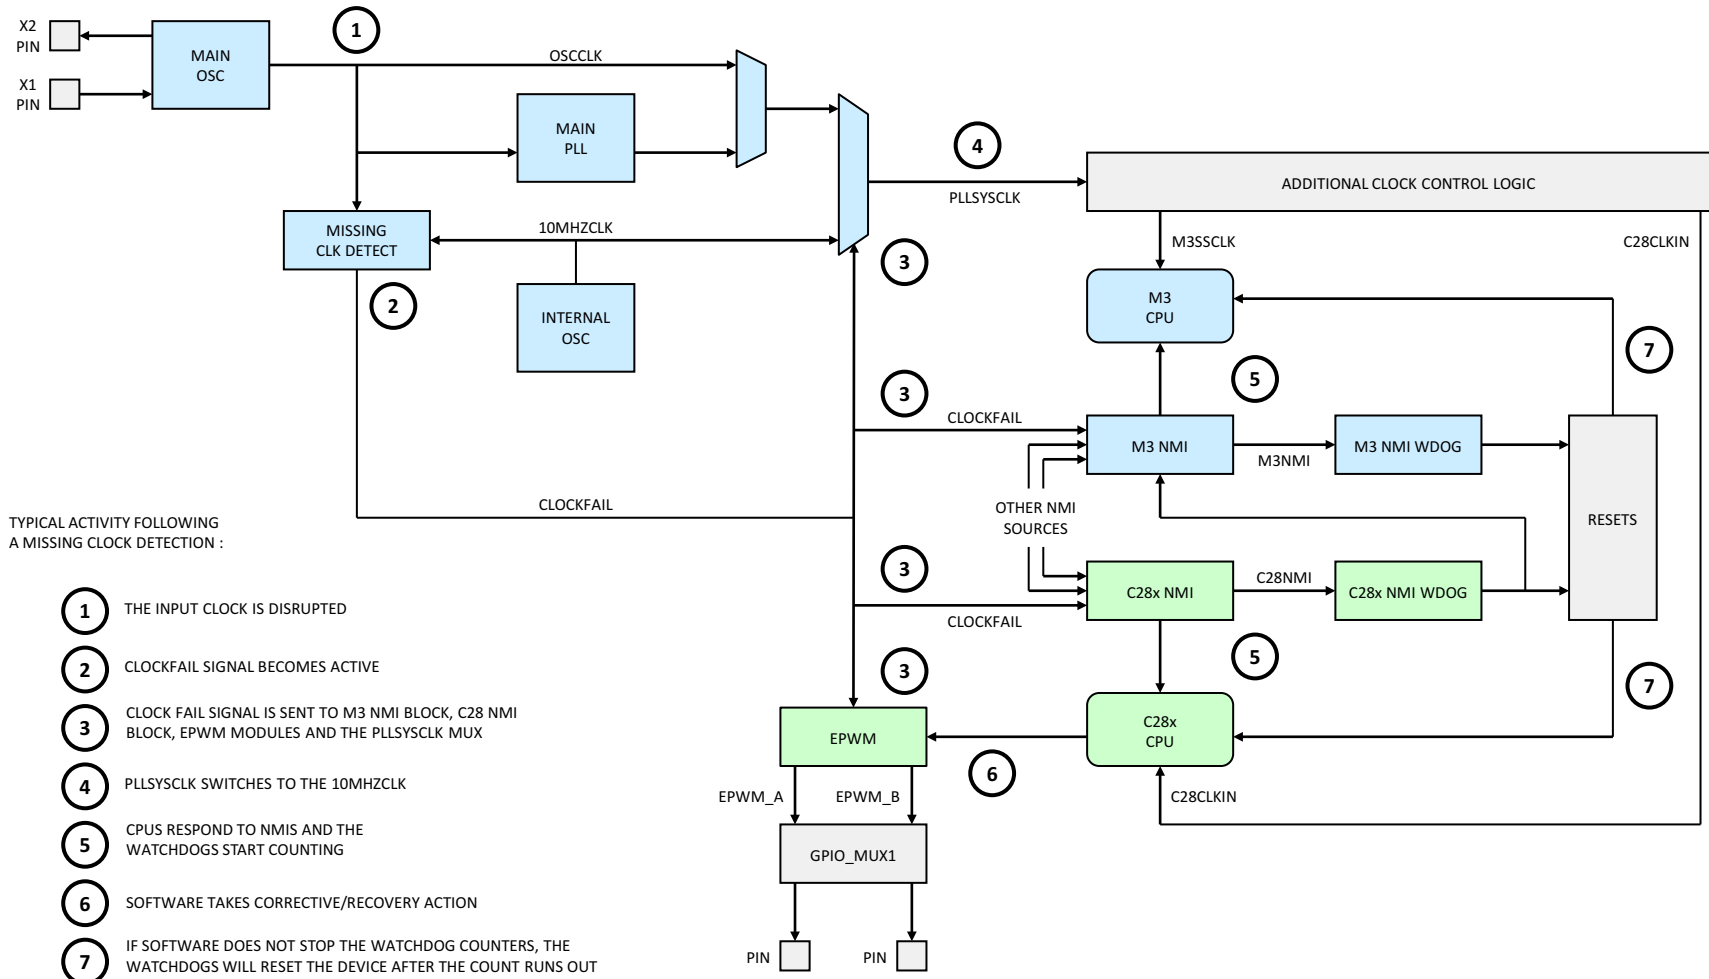 X2
PIN
X1
PIN
MAIN
OSC
1
OSCCLK
MAIN
PLL
4
PLLSYSCLK
ADDITIONAL CLOCK CONTROL LOGIC
MISSING
CLK DETECT
10MHZCLK
2
INTERNAL
OSC
3
M3SSCLK
C28CLKIN
M3
CPU
7
3
5
CLOCKFAIL
M3 NMI
M3NMI
M3 NMI WDOG
CLOCKFAIL
OTHER NMI
SOURCES
RESETS
3
CLOCKFAIL
C28x NMI
C28NMI
C28x NMI WDOG
5
3
7
EPWM
C28x
CPU
6
EPWM_A
EPWM_B
C28CLKIN
GPIO_MUX1
PIN
PIN
TYPICAL ACTIVITY FOLLOWING
A MISSING CLOCK DETECTION :
1 THE INPUT CLOCK IS DISRUPTED
2 CLOCKFAIL SIGNAL BECOMES ACTIVE
3 CLOCK FAIL SIGNAL IS SENT TO M3 NMI BLOCK, C28 NMI
BLOCK, EPWM MODULES AND THE PLLSYSCLK MUX
4 PLLSYSCLK SWITCHES TO THE 10MHZCLK
5 CPUS RESPOND TO NMIS AND THE
WATCHDOGS START COUNTING
6 SOFTWARE TAKES CORRECTIVE/RECOVERY ACTION
7 IF SOFTWARE DOES NOT STOP THE WATCHDOG COUNTERS, THE
WATCHDOGS WILL RESET THE DEVICE AFTER THE COUNT RUNS OUT